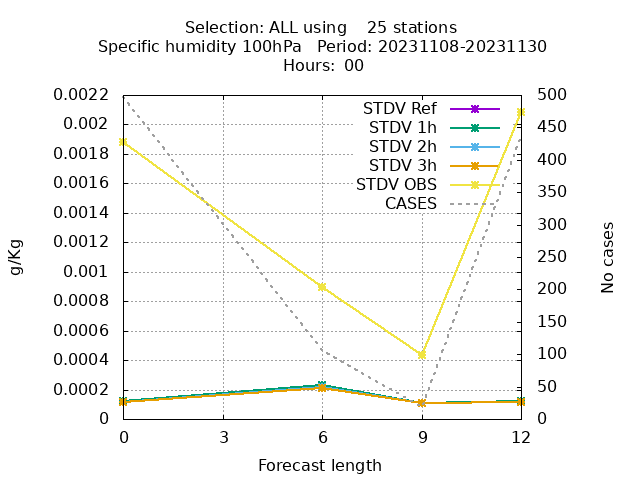 Selection: ALL using    25 stations
Specific humidity 100hPa   Period: 20231108-20231130
Hours:  00
STDV Ref
STDV 1h
STDV 2h
STDV 3h
STDV OBS
CASES
0.0022
0.002
0.0018
0.0016
0.0014
0.0012
0.001
0.0008
0.0006
0.0004
0.0002
0
g/Kg
500
450
400
350
300
250
200
150
100
50
0
No cases
0 3 6 9 12
Forecast length